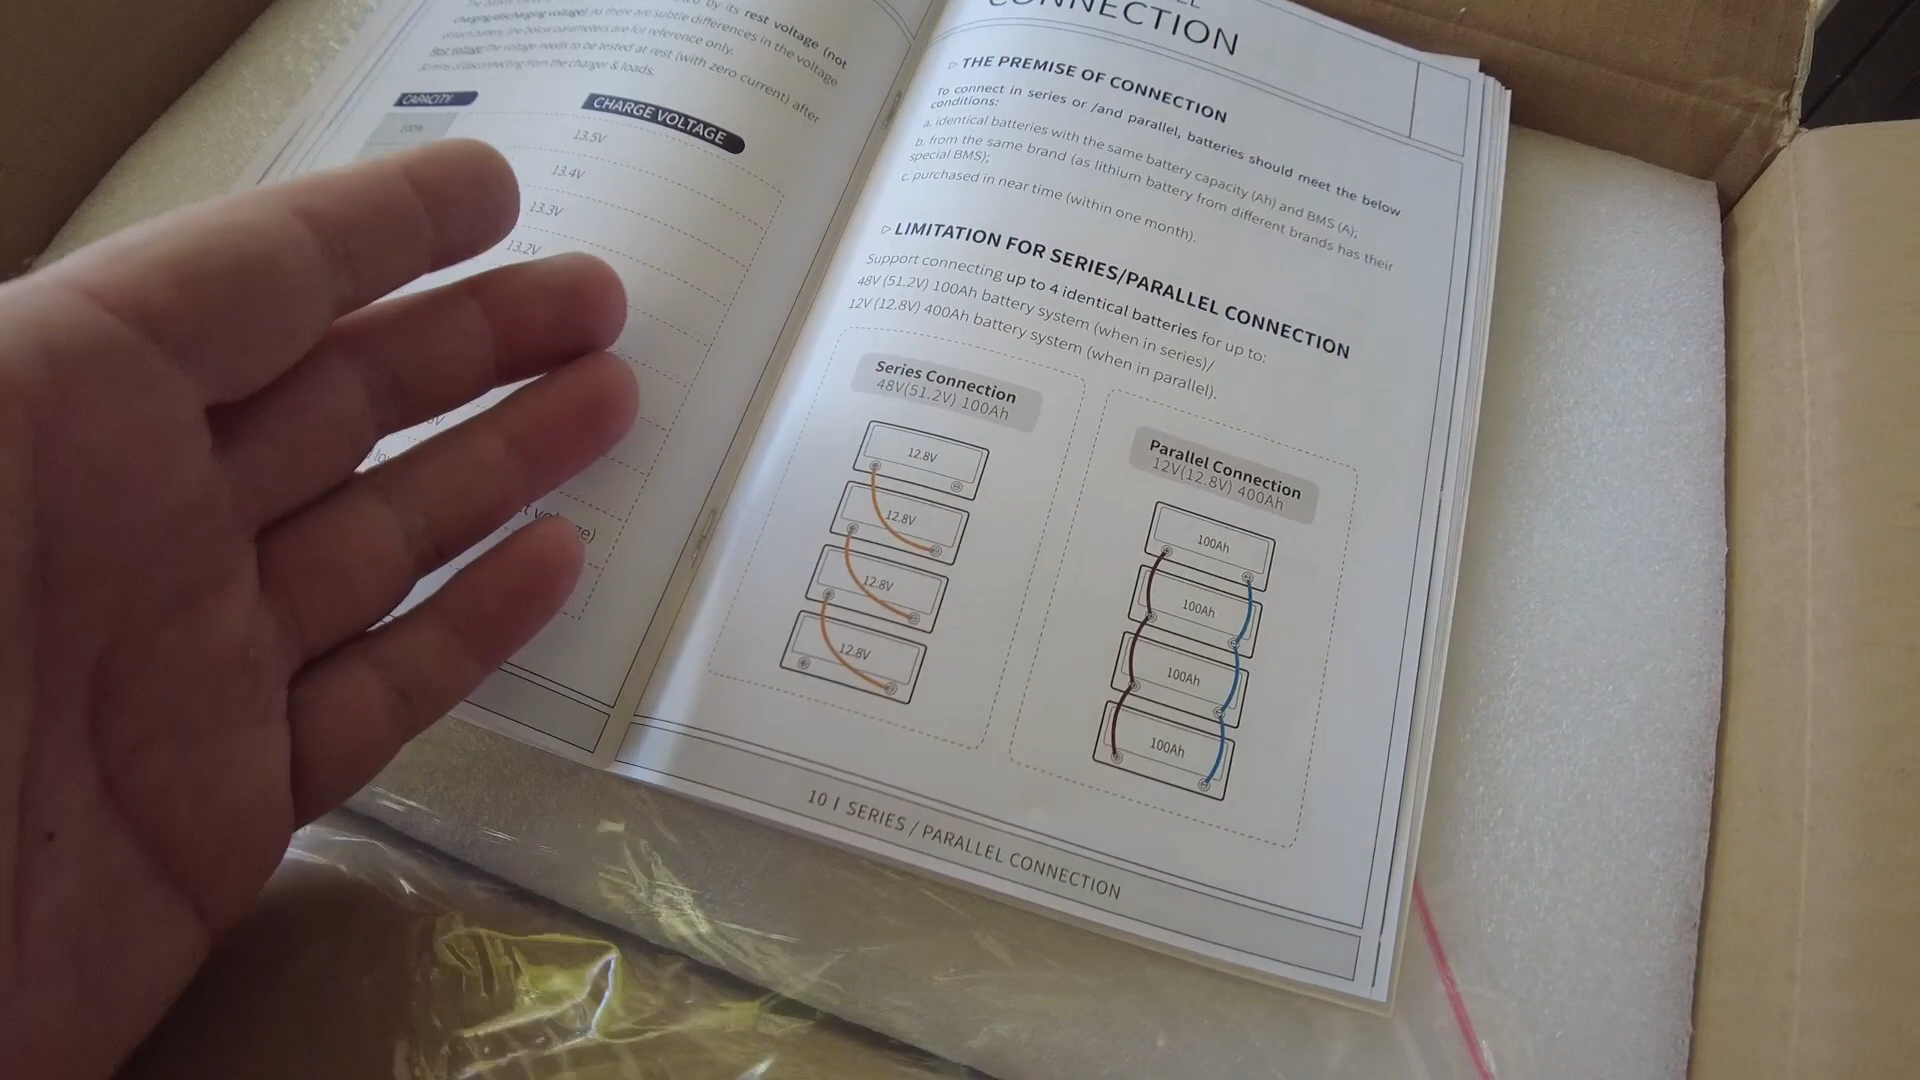 by its rest voltage (not
charging/discharging voltage). As there are subtle differences in the voltage
of each battery, the below parameters are for reference only.
Rest Voltage: The voltage needs to be tested at rest (with zero current) after
30 mins of disconnecting from the charger & loads.
CAPACITY
CHARGE VOLTAGE
100%
13.5V
13.4V
13.3V
13.2V
CONNECTION
▷ THE PREMISE OF CONNECTION
To connect in series or /and parallel, batteries should meet the below
conditions:
a. identical batteries with the same battery capacity (Ah) and BMS (A);
b. from the same brand (as lithium battery from different brands has their
special BMS);
c. purchased in near time (within one month).
▷ LIMITATION FOR SERIES/PARALLEL CONNECTION
Support connecting up to 4 identical batteries for up to:
48V (51.2V) 100Ah battery system (when in series)/
12V (12.8V) 400Ah battery system (when in parallel).
Series Connection
48V(51.2V) 100Ah
12.8V
12.8V
12.8V
12.8V
Parallel Connection
12V(12.8V) 400Ah
100Ah
100Ah
100Ah
100Ah
10 | SERIES / PARALLEL CONNECTION